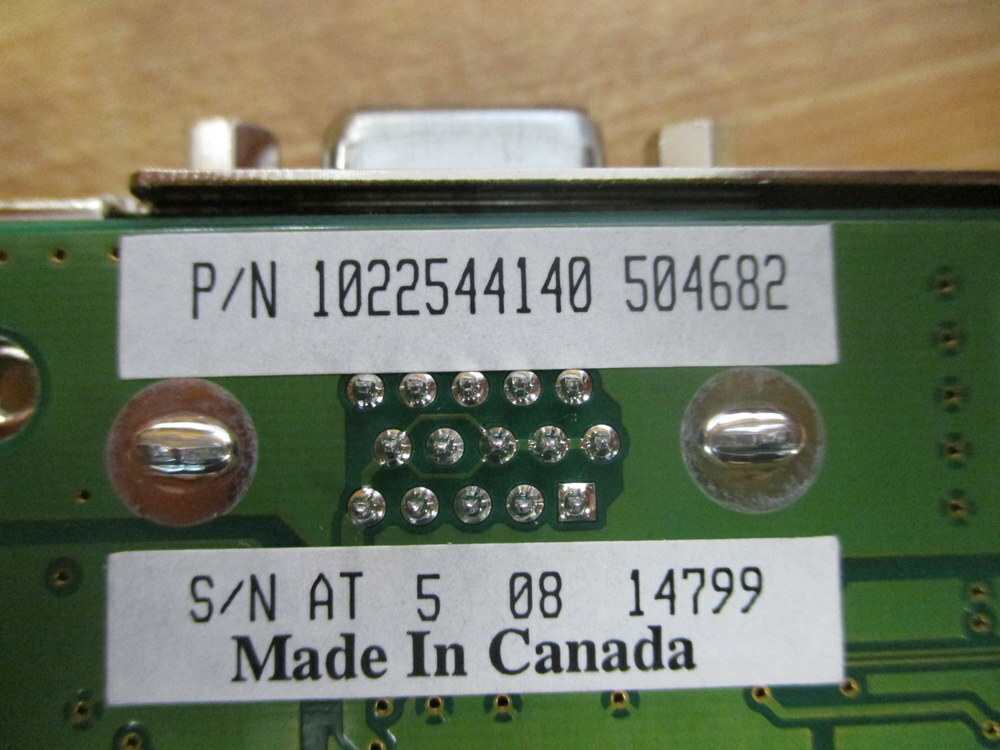 P/N 1022544140 504682
S/N AT 5 08 14799
Made In Canada